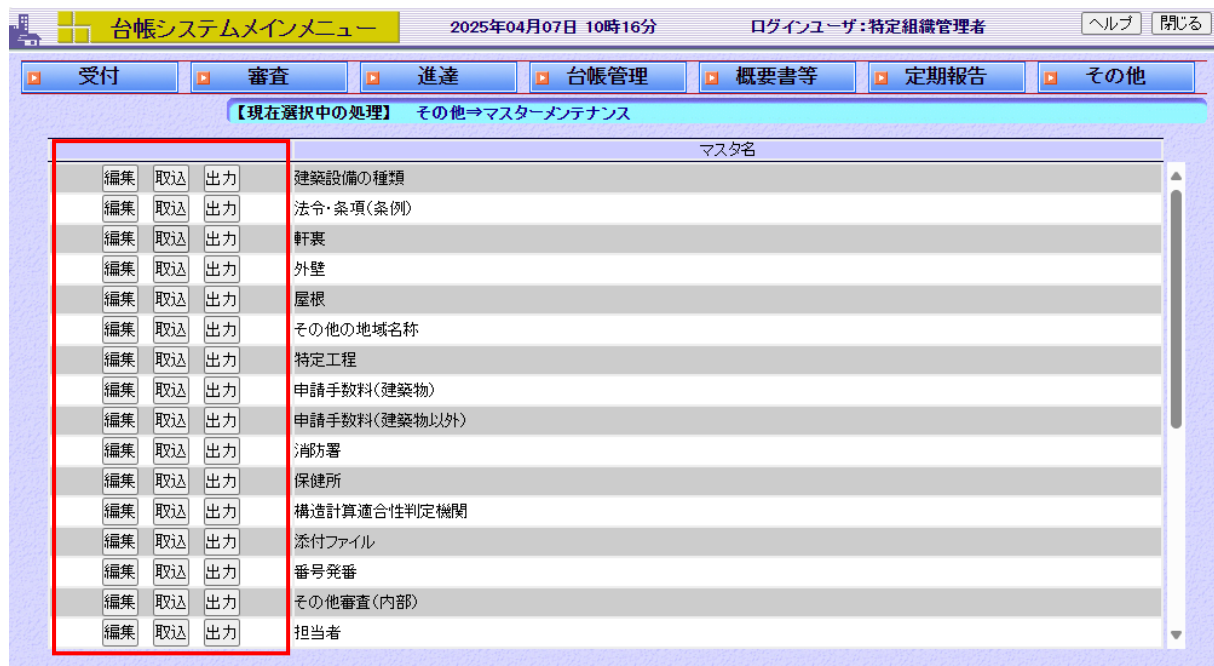 台帳システムメインメニュー 2025年04月07日 10時16分 ログインユーザ:特定組織管理者 ヘルプ 閉じる
受付 審査 進達 台帳管理 概要書等 定期報告 その他
【現在選択中の処理】 その他⇒マスターメンテナンス
マスタ名
編集 取込 出力 建築設備の種類
編集 取込 出力 法令・条項(条例)
編集 取込 出力 軒裏
編集 取込 出力 外壁
編集 取込 出力 屋根
編集 取込 出力 その他の地域名称
編集 取込 出力 特定工程
編集 取込 出力 申請手数料(建築物)
編集 取込 出力 申請手数料(建築物以外)
編集 取込 出力 消防署
編集 取込 出力 保健所
編集 取込 出力 構造計算適合性判定機関
編集 取込 出力 添付ファイル
編集 取込 出力 番号発番
編集 取込 出力 その他審査(内部)
編集 取込 出力 担当者